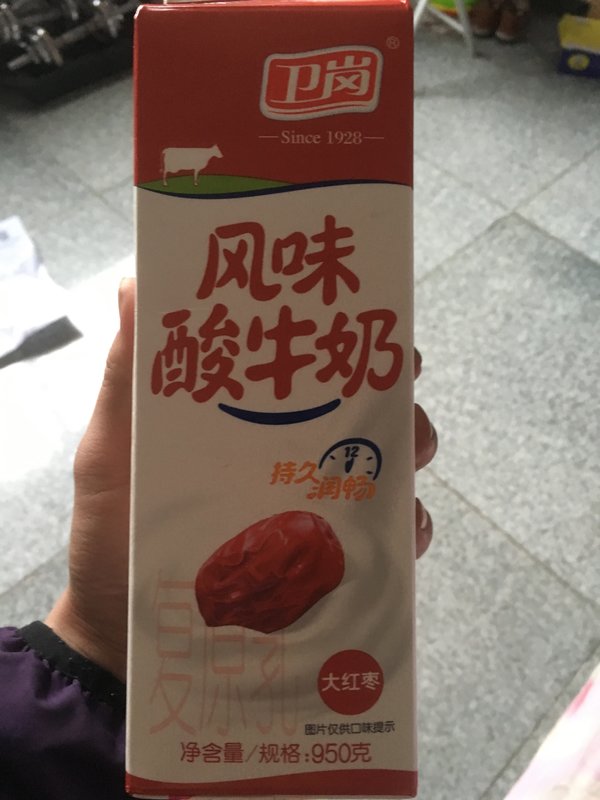 卫岗®
Since 1928
风味
酸牛奶
12
持久
润畅
复原乳
大红枣
图片仅供口味提示
净含量/规格:950克